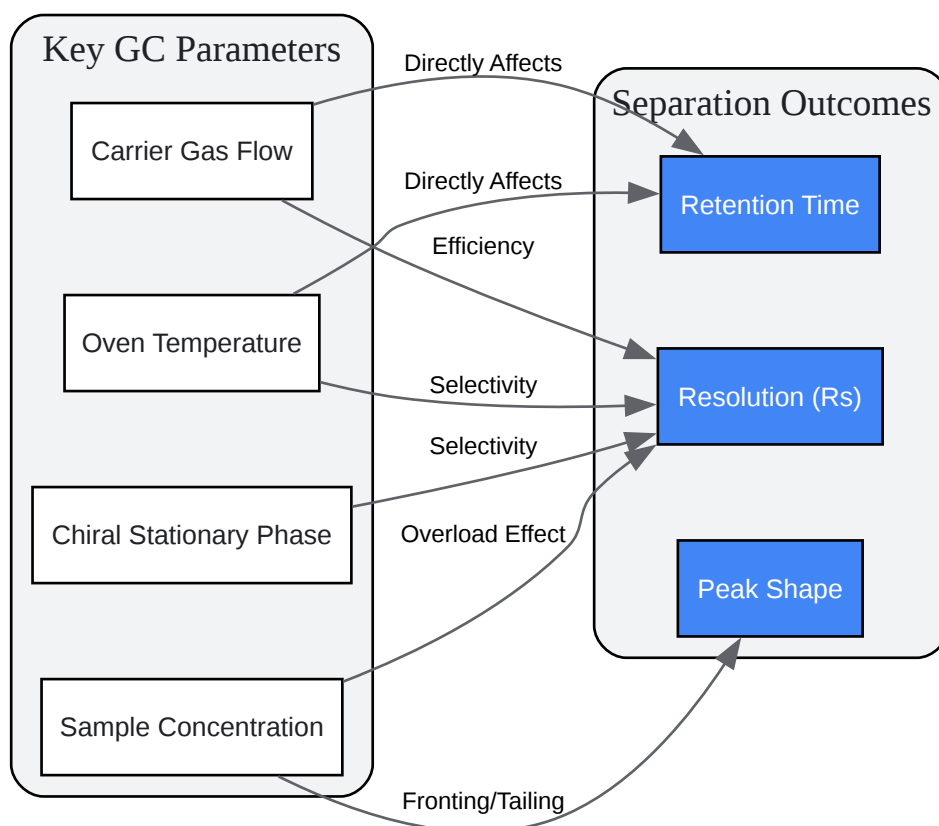 Key GC Parameters
Carrier Gas Flow
Oven Temperature
Chiral Stationary Phase
Sample Concentration
Directly Affects
Directly Affects
Efficiency
Selectivity
Selectivity
Overload Effect
Fronting/Tailing
Separation Outcomes
Retention Time
Resolution (Rs)
Peak Shape